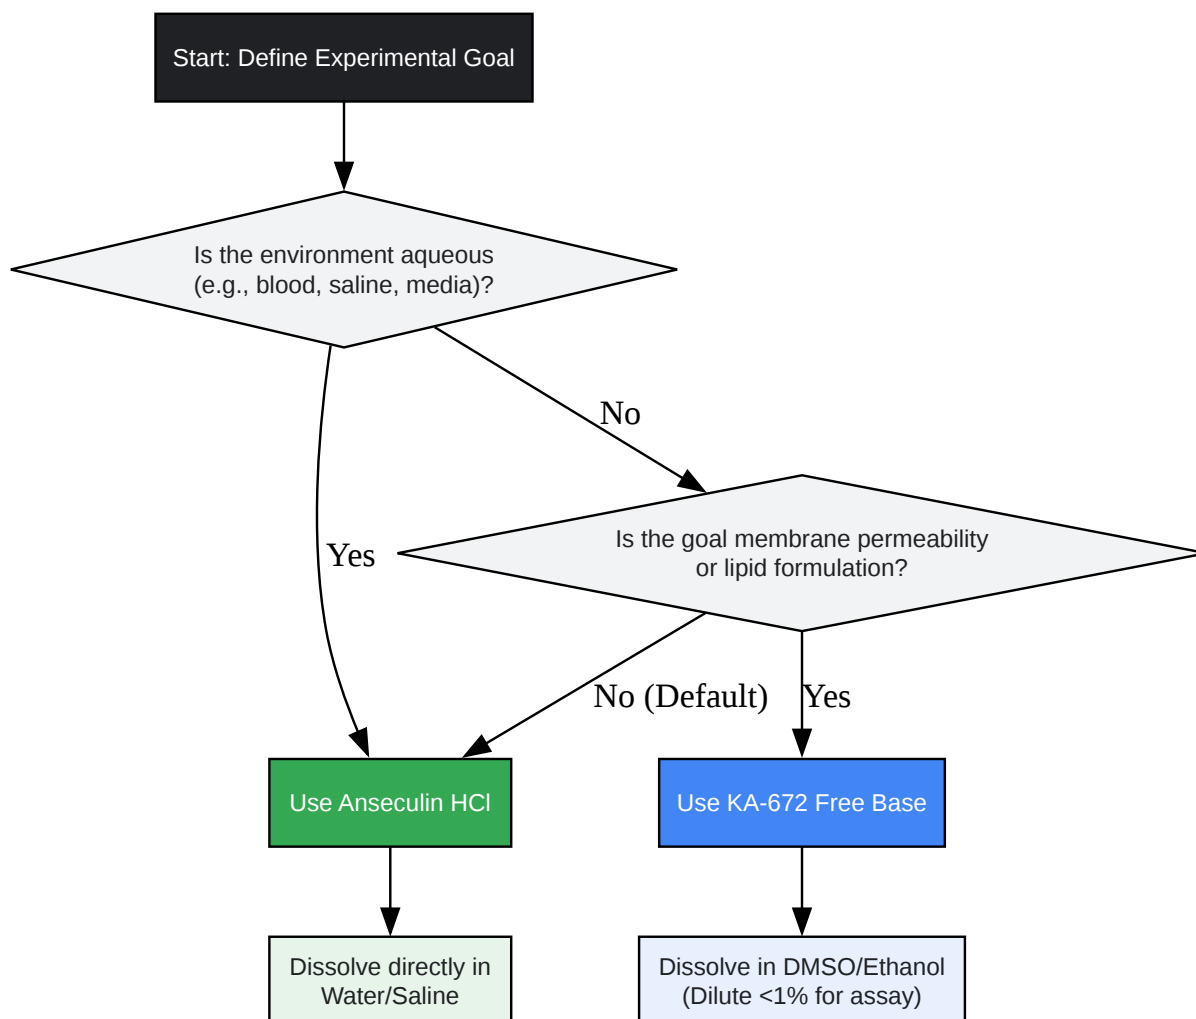 Start: Define Experimental Goal
Is the environment aqueous
(e.g., blood, saline, media)?
No
Is the goal membrane permeability
or lipid formulation?
Yes
No (Default)
Yes
Use Anseculin HCl
Use KA-672 Free Base
Dissolve directly in
Water/Saline
Dissolve in DMSO/Ethanol
(Dilute <1% for assay)